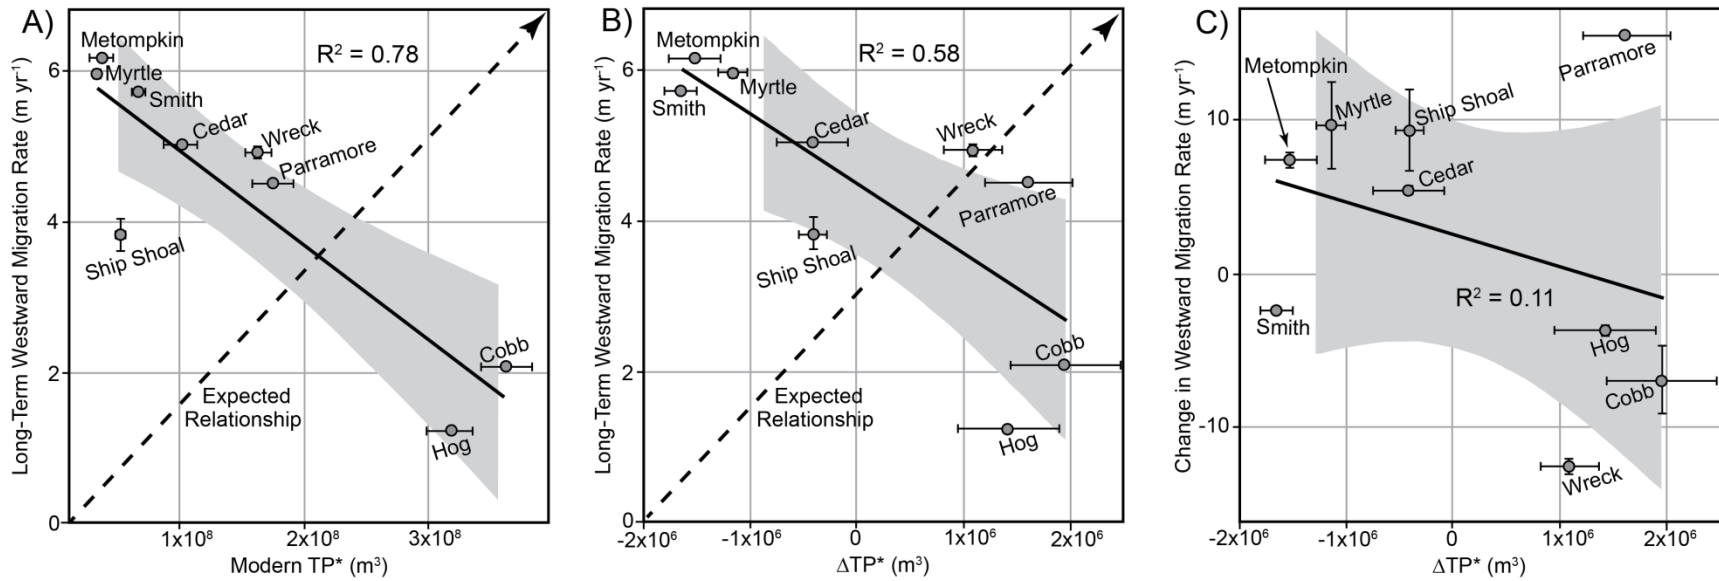 A)
Long-Term Westward Migration Rate (m yr⁻¹)
6
4
2
0
Metompkin
Myrtle
Smith
Cedar
Wreck
Parramore
Ship Shoal
Cobb
Hog
R² = 0.78
Expected
Relationship
1x10⁸
2x10⁸
3x10⁸
Modern TP* (m³)
B)
Long-Term Westward Migration Rate (m yr⁻¹)
6
4
2
0
Metompkin
Myrtle
Smith
Cedar
Wreck
Parramore
Ship Shoal
Cobb
Hog
R² = 0.58
Expected
Relationship
-2x10⁶
-1x10⁶
0
1x10⁶
2x10⁶
ΔTP* (m³)
C)
Change in Westward Migration Rate (m yr⁻¹)
10
0
-10
Parramore
Metompkin
Myrtle
Ship Shoal
Cedar
Smith
R² = 0.11
Hog
Cobb
Wreck
-2x10⁶
-1x10⁶
0
1x10⁶
2x10⁶
ΔTP* (m³)